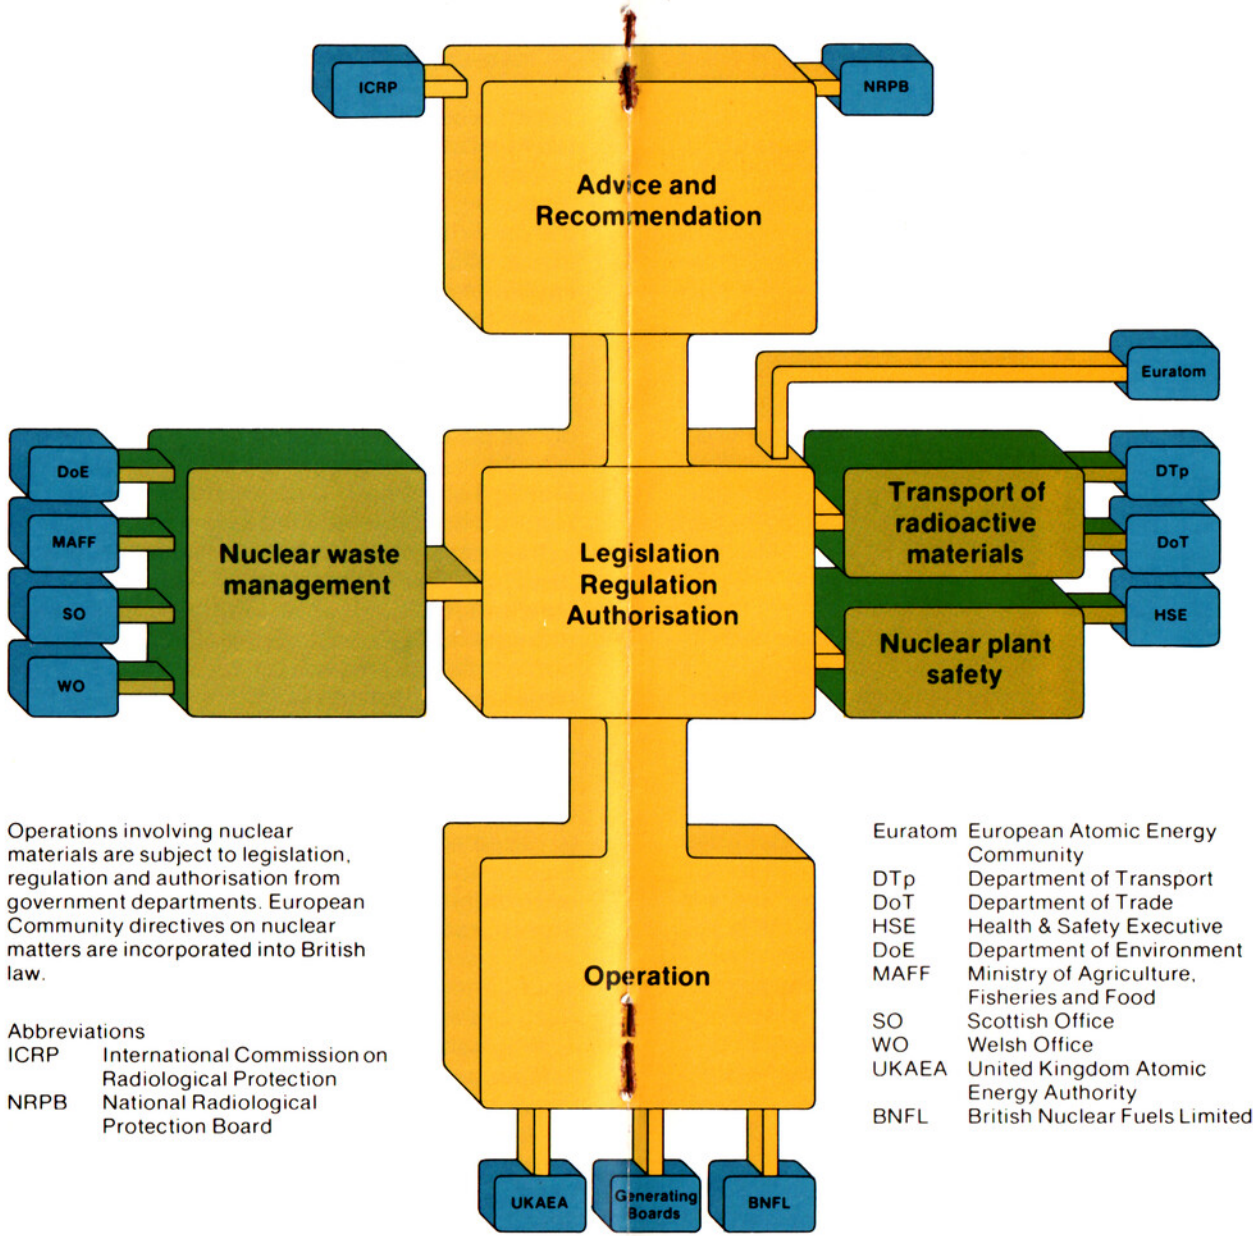 ICRP
NRPB
Advice and
Recommendation
Euratom
DoE
MAFF
SO
WO
Nuclear waste
management
Legislation
Regulation
Authorisation
Transport of
radioactive
materials
Nuclear plant
safety
DTp
DoT
HSE
Operation
UKAEA
Generating
Boards
BNFL
Operations involving nuclear
materials are subject to legislation,
regulation and authorisation from
government departments. European
Community directives on nuclear
matters are incorporated into British
law.
Abbreviations
ICRP International Commission on
Radiological Protection
NRPB National Radiological
Protection Board
Euratom European Atomic Energy
Community
DTp Department of Transport
DoT Department of Trade
HSE Health & Safety Executive
DoE Department of Environment
MAFF Ministry of Agriculture,
Fisheries and Food
SO Scottish Office
WO Welsh Office
UKAEA United Kingdom Atomic
Energy Authority
BNFL British Nuclear Fuels Limited